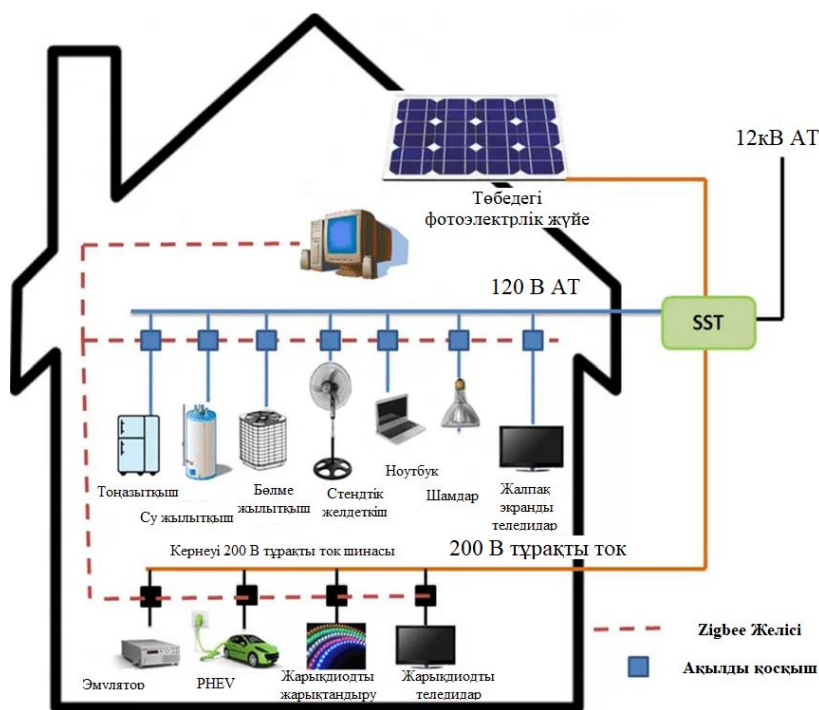 12кВ АТ
Төбедегі
фотоэлектрлік жүйе
120 В АТ
SST
Тоңазытқыш
Су жылытқыш
Бөлме
жылытқыш
Стендтік
желдеткіш
Ноутбук
Шамдар
Жалпақ
экранды
теледидар
Кернеуі 200 В тұрақты ток шинасы
200 В тұрақты ток
Эмулятор
PHEV
Жарықдиодты
жарықтандыру
Жарықдиодты
теледидар
Zigbee Желісі
Ақылды қосқыш